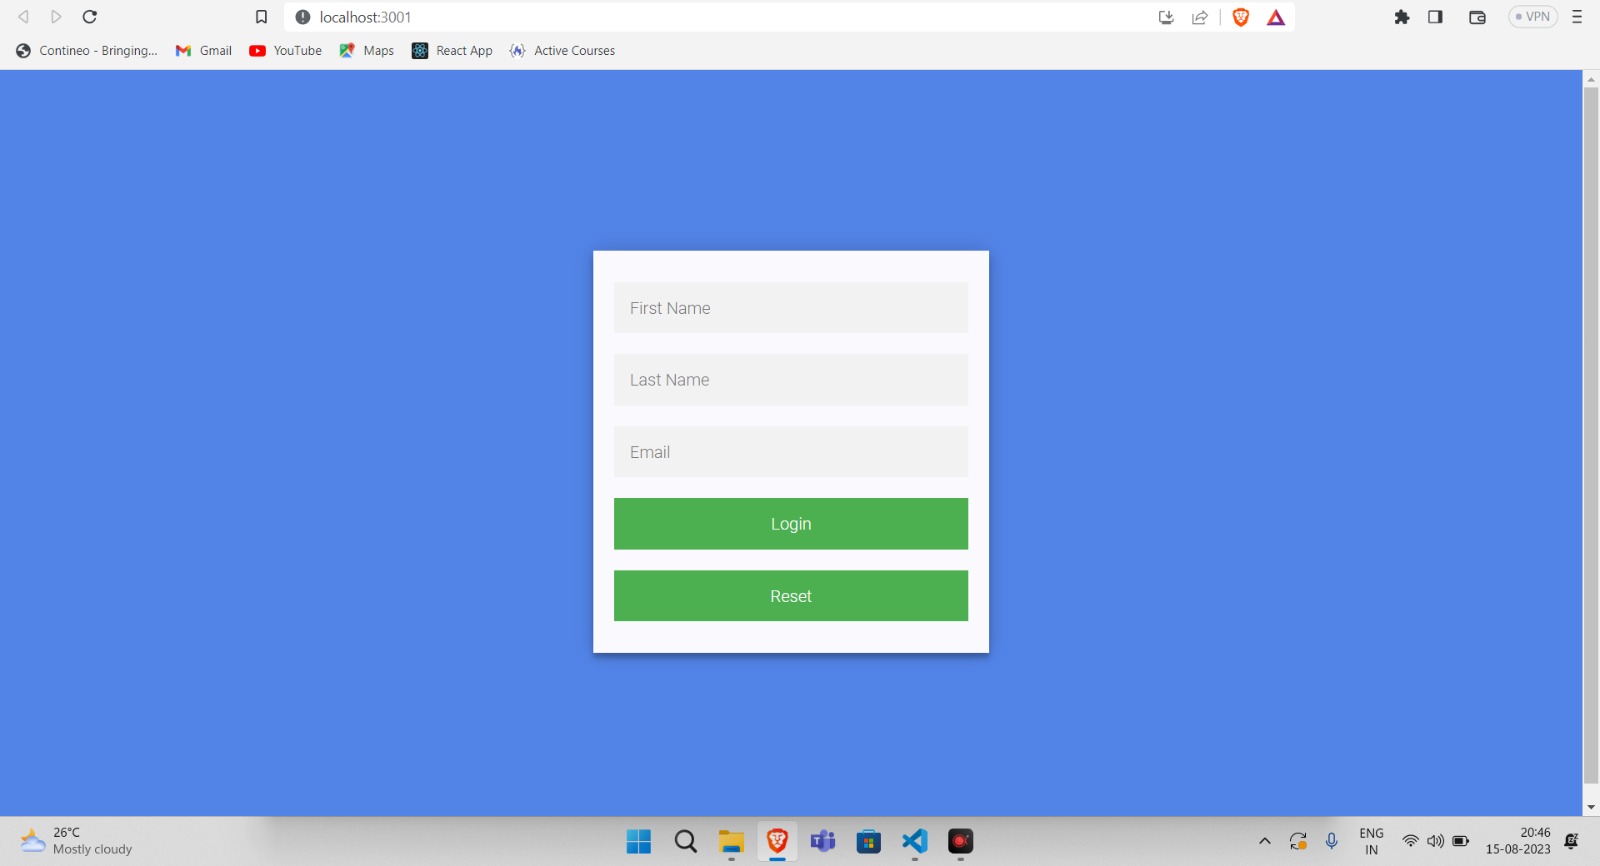 localhost:3001
VPN
Contineo - Bringing...
Gmail
YouTube
Maps
React App
Active Courses
First Name
Last Name
Email
Login
Reset
26°C
Mostly cloudy
ENG
IN
20:46
15-08-2023